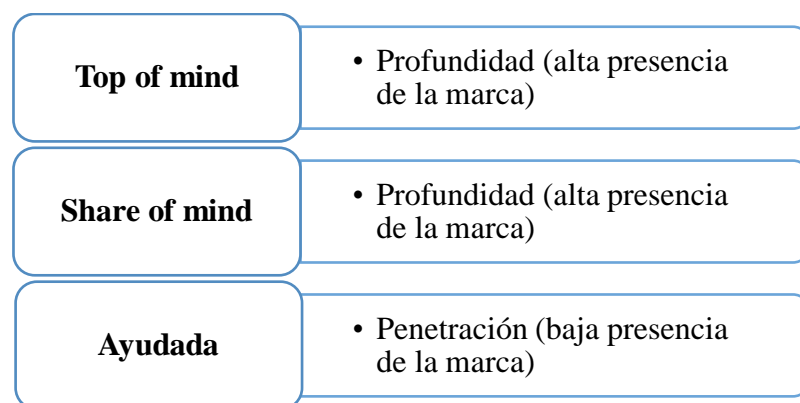 Top of mind
• Profundidad (alta presencia
de la marca)
Share of mind
• Profundidad (alta presencia
de la marca)
Ayudada
• Penetración (baja presencia
de la marca)